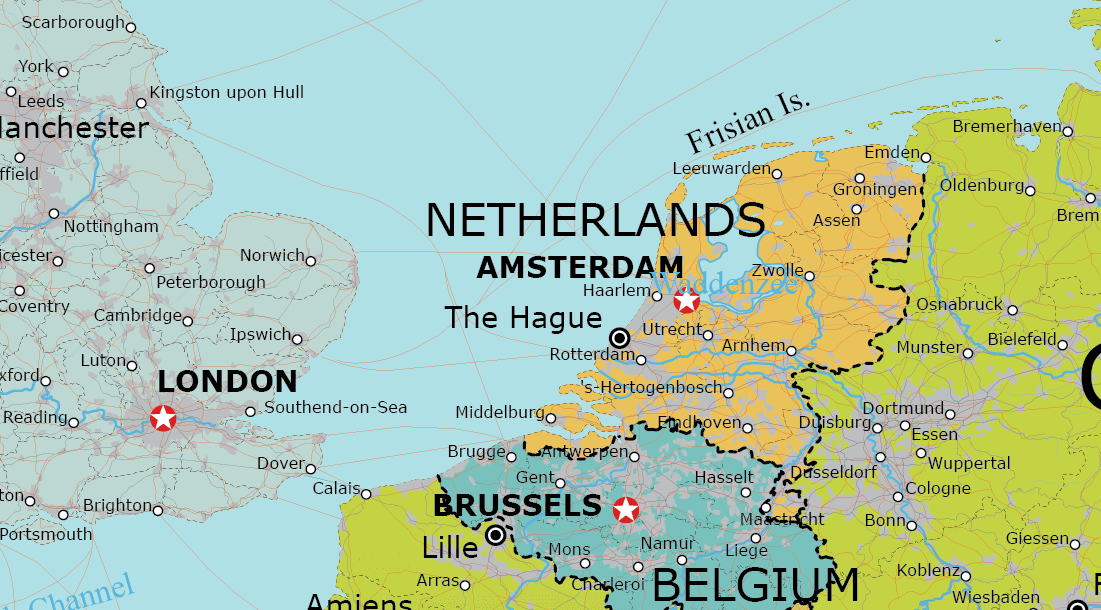 Scarborough
York
Leeds
Kingston upon Hull
lanchester
ffield
Nottingham
icester
Peterborough
Norwich
Coventry
Cambridge
Ipswich
Luton
xford
LONDON
Reading
Southend-on-Sea
Dover
ton
Brighton
Portsmouth
Channel
Calais
Frisian Is.
NETHERLANDS
AMSTERDAM
Waddenzee
Haarlem
The Hague
Utrecht
Rotterdam
Arnhem
's-Hertogenbosch
Middelburg
Eindhoven
Leeuwarden
Groningen
Assen
Zwolle
Emden
Bremerhaven
Oldenburg
Brem
Osnabruck
Munster
Bielefeld
G
Dortmund
Duisburg
Essen
Wuppertal
Dusseldorf
Cologne
Bonn
Giessen
Koblenz
Wiesbaden
F
Brugge
Antwerpen
Gent
Hasselt
BRUSSELS
Maastricht
Lille
Mons
Namur
Liege
Charleroi
BELGIUM
Arras
Amiens